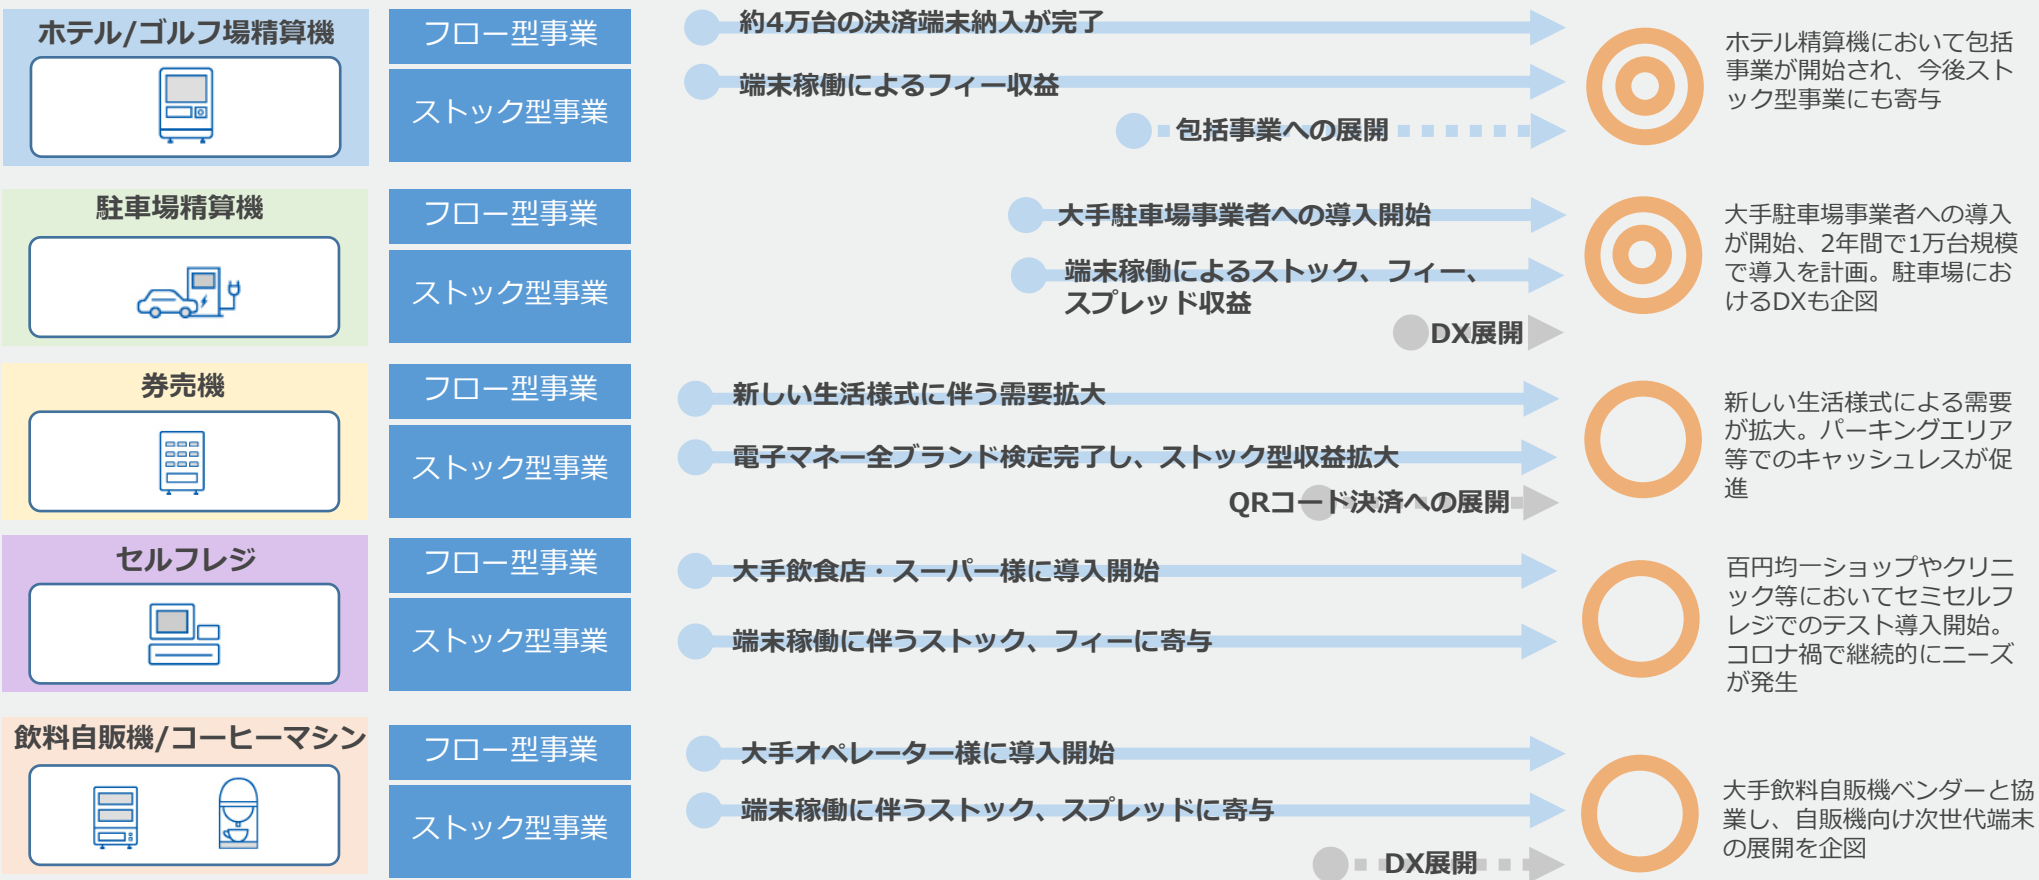 ホテル/ゴルフ場精算機
フロー型事業
約4万台の決済端末納入が完了
ストック型事業
端末稼働によるフィー収益
包括事業への展開
ホテル精算機において包括
事業が開始され、今後スト
ック型事業にも寄与
駐車場精算機
フロー型事業
大手駐車場事業者への導入開始
ストック型事業
端末稼働によるストック、フィー、
スプレッド収益
DX展開
大手駐車場事業者への導入
が開始、2年間で1万台規模
で導入を計画。駐車場にお
けるDXも企図
券売機
フロー型事業
新しい生活様式に伴う需要拡大
ストック型事業
電子マネー全ブランド検定完了し、ストック型収益拡大
QRコード決済への展開
新しい生活様式による需要
が拡大。パーキングエリア
等でのキャッシュレスが促
進
セルフレジ
フロー型事業
大手飲食店・スーパー様に導入開始
ストック型事業
端末稼働に伴うストック、フィーに寄与
百円均一ショップやクリニ
ック等においてセミセルフ
レジでのテスト導入開始。
コロナ禍で継続的にニーズ
が発生
飲料自販機/コーヒーマシン
フロー型事業
大手オペレーター様に導入開始
ストック型事業
端末稼働に伴うストック、スプレッドに寄与
DX展開
大手飲料自販機ベンダーと協
業し、自販機向け次世代端末
の展開を企図